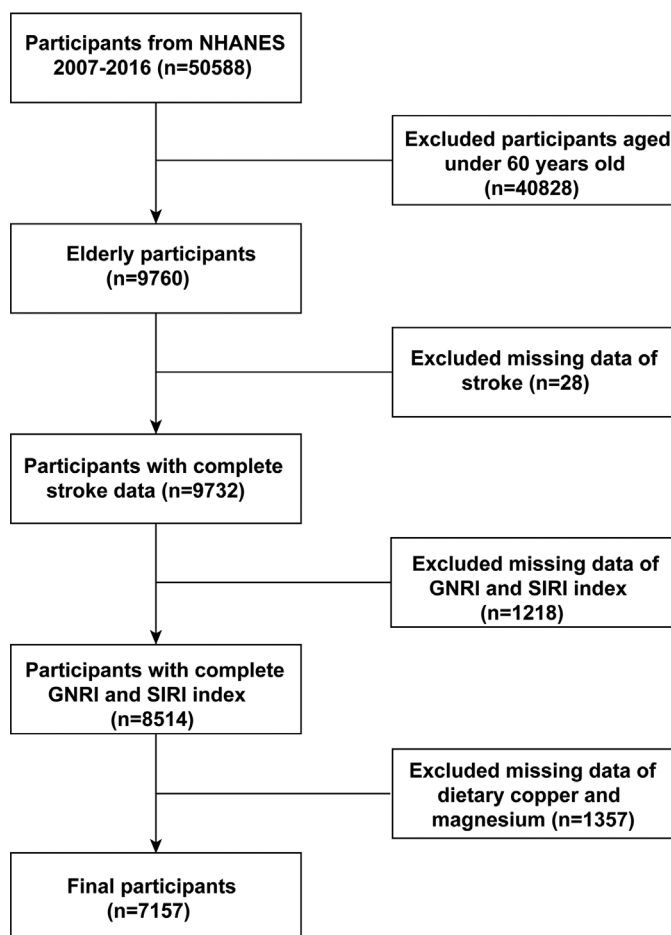 Participants from NHANES
2007-2016 (n=50588)
Excluded participants aged
under 60 years old
(n=40828)
Elderly participants
(n=9760)
Excluded missing data of
stroke (n=28)
Participants with complete
stroke data (n=9732)
Excluded missing data of
GNRI and SIRI index
(n=1218)
Participants with complete
GNRI and SIRI index
(n=8514)
Excluded missing data of
dietary copper and
magnesium (n=1357)
Final participants
(n=7157)